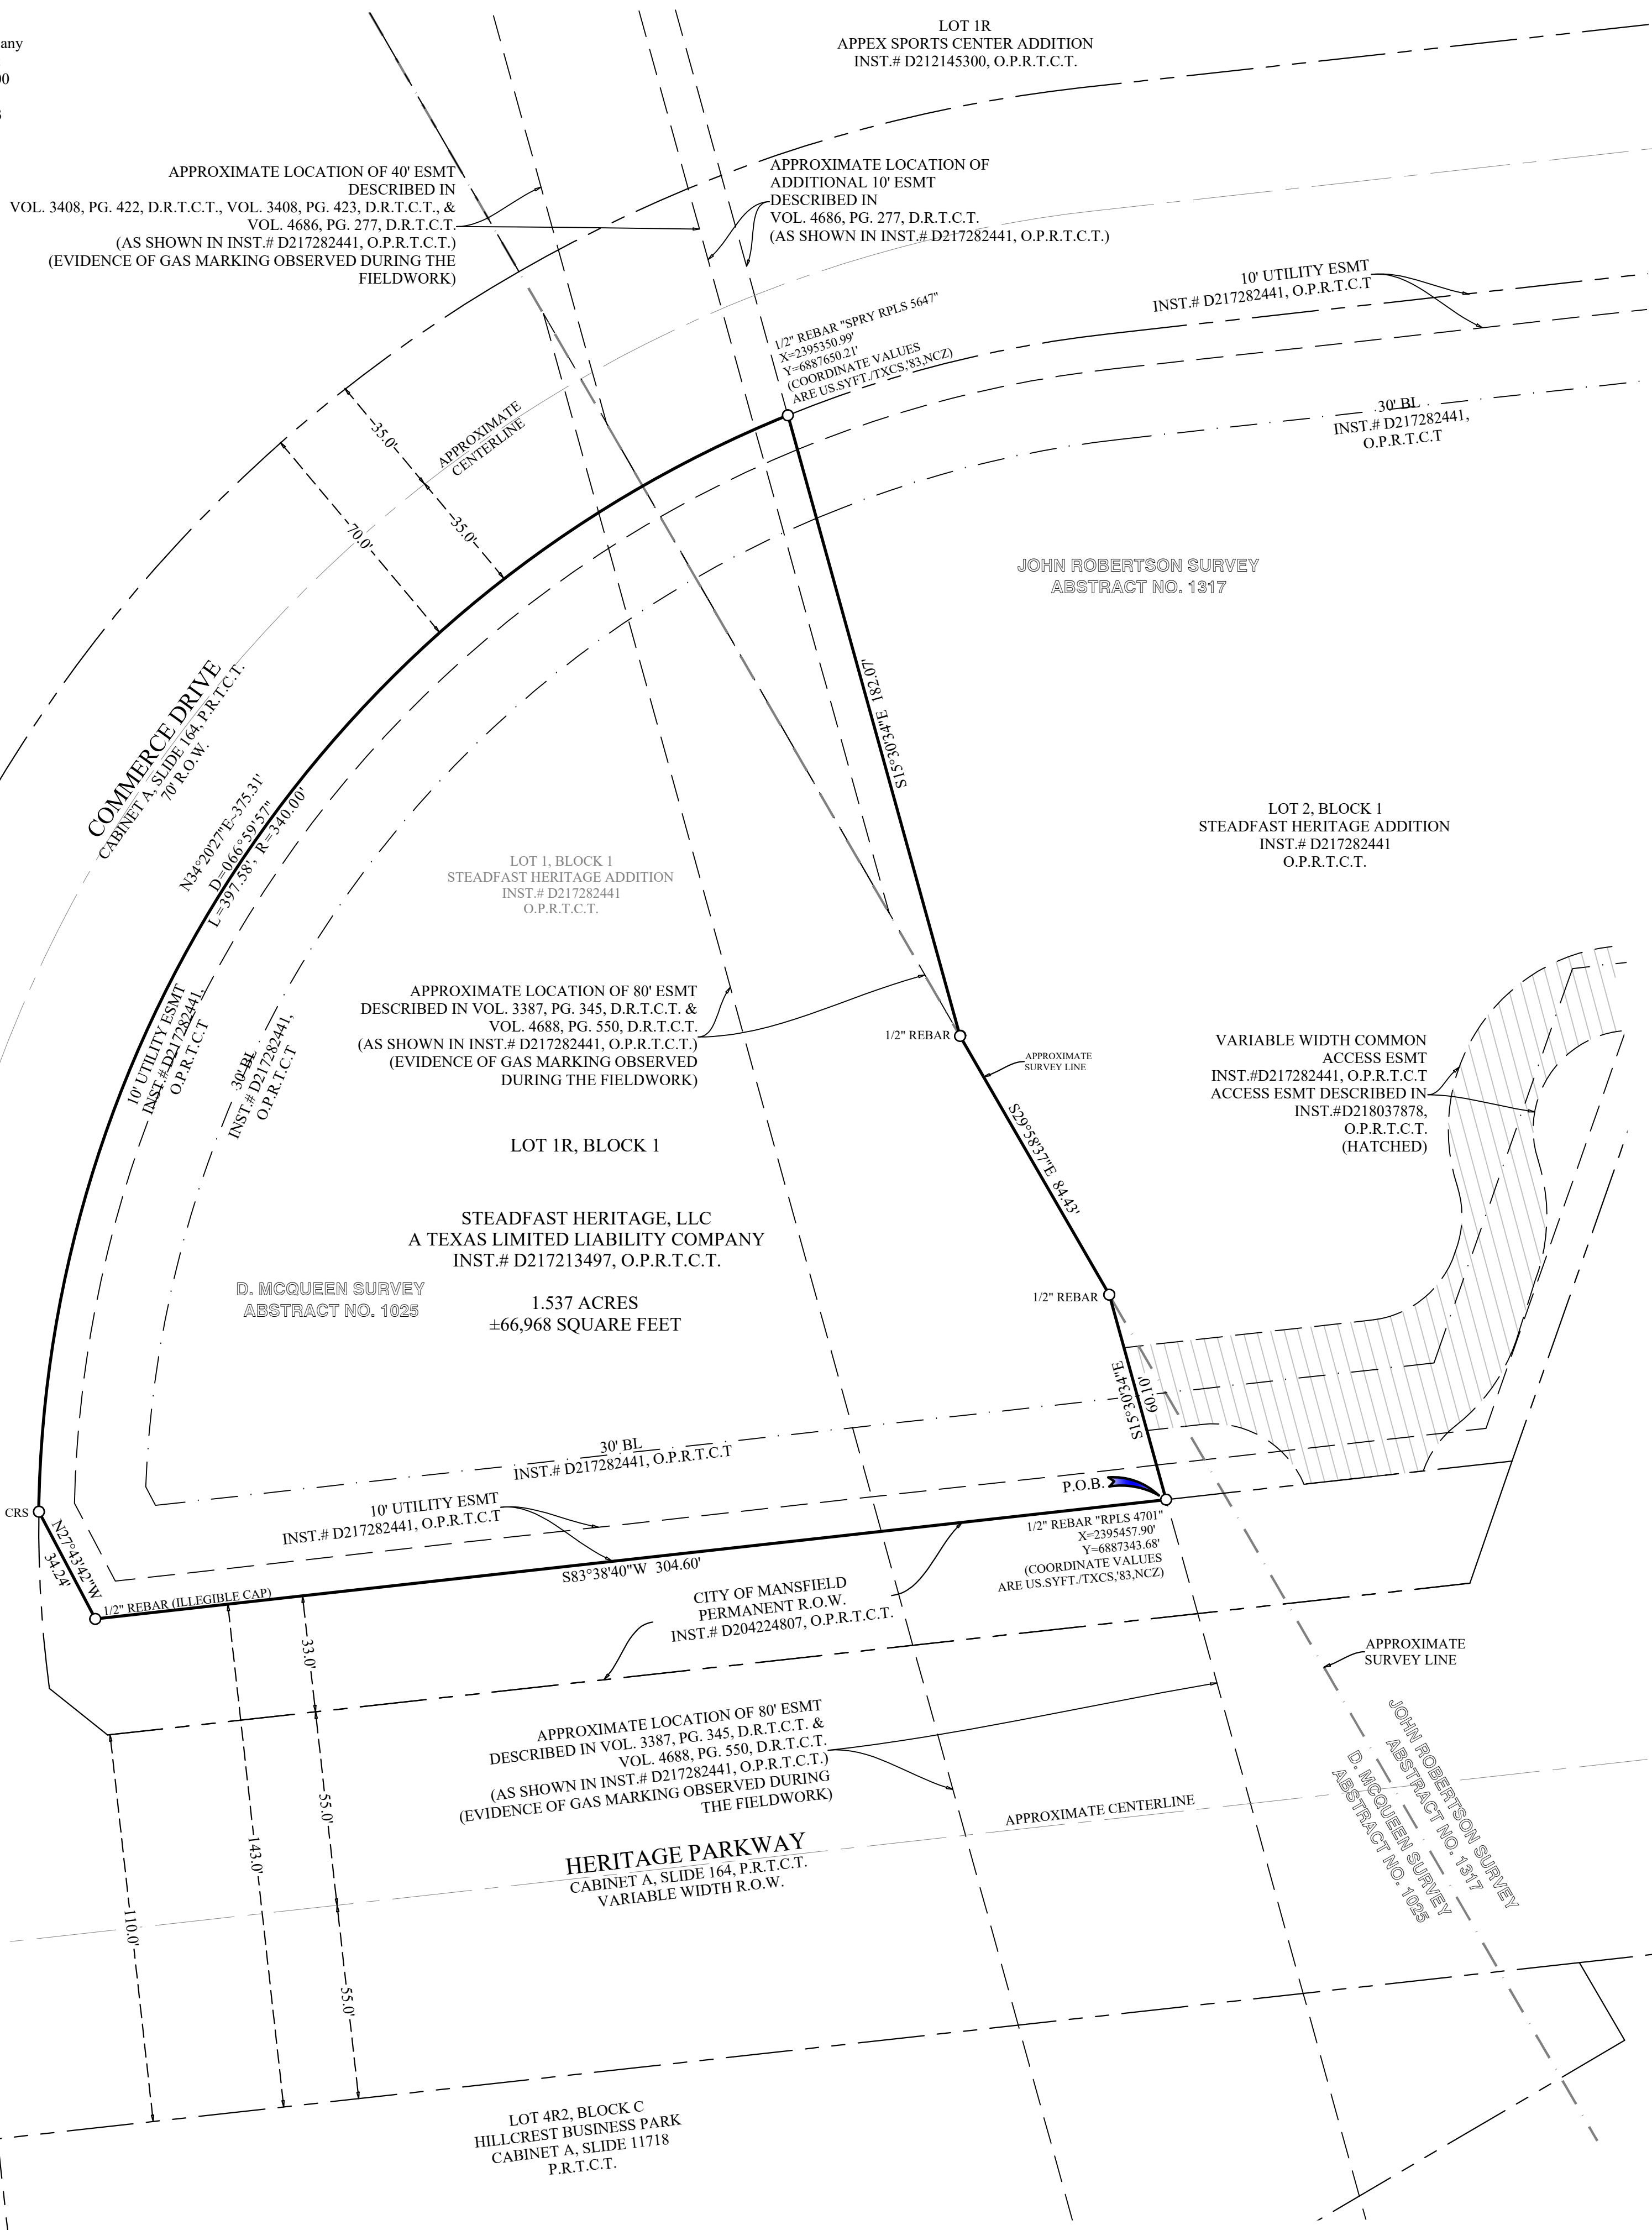 any
00
LOT 1R
APPEX SPORTS CENTER ADDITION
INST.# D212145300, O.P.R.T.C.T.
APPROXIMATE LOCATION OF 40' ESMT
DESCRIBED IN
VOL. 3408, PG. 422, D.R.T.C.T., VOL. 3408, PG. 423, D.R.T.C.T., &
VOL. 4686, PG. 277, D.R.T.C.T.
(AS SHOWN IN INST.# D217282441, O.P.R.T.C.T.)
(EVIDENCE OF GAS MARKING OBSERVED DURING THE
FIELDWORK)
APPROXIMATE LOCATION OF
ADDITIONAL 10' ESMT
DESCRIBED IN
VOL. 4686, PG. 277, D.R.T.C.T.
(AS SHOWN IN INST.# D217282441, O.P.R.T.C.T.)
10' UTILITY ESMT
INST.# D217282441, O.P.R.T.C.T
1/2" REBAR "SPRY RPLS 5647"
X=2395350.99'
Y=6887650.21'
(COORDINATE VALUES
ARE US.SYFT./TXCS,'83,NCZ)
30' BL
INST.# D217282441,
O.P.R.T.C.T
35.0'
APPROXIMATE
CENTERLINE
35.0'
70.0'
JOHN ROBERTSON SURVEY
ABSTRACT NO. 1317
COMMERCE DRIVE
CABINET A, SLIDE 164, P.R.T.C.T.
70' R.O.W.
S15°30'34"E 182.07'
N34°20'27"E~375.31'
D=066°59'57"
L=397.58', R=340.00'
LOT 1, BLOCK 1
STEADFAST HERITAGE ADDITION
INST.# D217282441
O.P.R.T.C.T.
LOT 2, BLOCK 1
STEADFAST HERITAGE ADDITION
INST.# D217282441
O.P.R.T.C.T.
10' UTILITY ESMT
INST.# D217282441,
O.P.R.T.C.T
30' BL
INST.# D217282441,
O.P.R.T.C.T
APPROXIMATE LOCATION OF 80' ESMT
DESCRIBED IN VOL. 3387, PG. 345, D.R.T.C.T. &
VOL. 4688, PG. 550, D.R.T.C.T.
(AS SHOWN IN INST.# D217282441, O.P.R.T.C.T.)
(EVIDENCE OF GAS MARKING OBSERVED
DURING THE FIELDWORK)
1/2" REBAR
APPROXIMATE
SURVEY LINE
VARIABLE WIDTH COMMON
ACCESS ESMT
INST.#D217282441, O.P.R.T.C.T
ACCESS ESMT DESCRIBED IN
INST.#D218037878,
O.P.R.T.C.T.
(HATCHED)
S29°58'37"E 84.43'
LOT 1R, BLOCK 1
STEADFAST HERITAGE, LLC
A TEXAS LIMITED LIABILITY COMPANY
INST.# D217213497, O.P.R.T.C.T.
D. MCQUEEN SURVEY
ABSTRACT NO. 1025
1.537 ACRES
±66,968 SQUARE FEET
1/2" REBAR
S15°30'34"E
60.10'
30' BL
INST.# D217282441, O.P.R.T.C.T
P.O.B.
CRS
10' UTILITY ESMT
INST.# D217282441, O.P.R.T.C.T
1/2" REBAR "RPLS 4701"
X=2395457.90'
Y=6887343.68'
(COORDINATE VALUES
ARE US.SYFT./TXCS,'83,NCZ)
N27°43'42"W
34.24'
S83°38'40"W 304.60'
1/2" REBAR (ILLEGIBLE CAP)
CITY OF MANSFIELD
PERMANENT R.O.W.
INST.# D204224807, O.P.R.T.C.T.
33.0'
APPROXIMATE
SURVEY LINE
APPROXIMATE LOCATION OF 80' ESMT
DESCRIBED IN VOL. 3387, PG. 345, D.R.T.C.T. &
VOL. 4688, PG. 550, D.R.T.C.T.
(AS SHOWN IN INST.# D217282441, O.P.R.T.C.T.)
(EVIDENCE OF GAS MARKING OBSERVED DURING
THE FIELDWORK)
JOHN ROBERTSON SURVEY
ABSTRACT NO. 1317
D. MCQUEEN SURVEY
ABSTRACT NO. 1025
55.0'
143.0'
110.0'
APPROXIMATE CENTERLINE
HERITAGE PARKWAY
CABINET A, SLIDE 164, P.R.T.C.T.
VARIABLE WIDTH R.O.W.
55.0'
LOT 4R2, BLOCK C
HILLCREST BUSINESS PARK
CABINET A, SLIDE 11718
P.R.T.C.T.